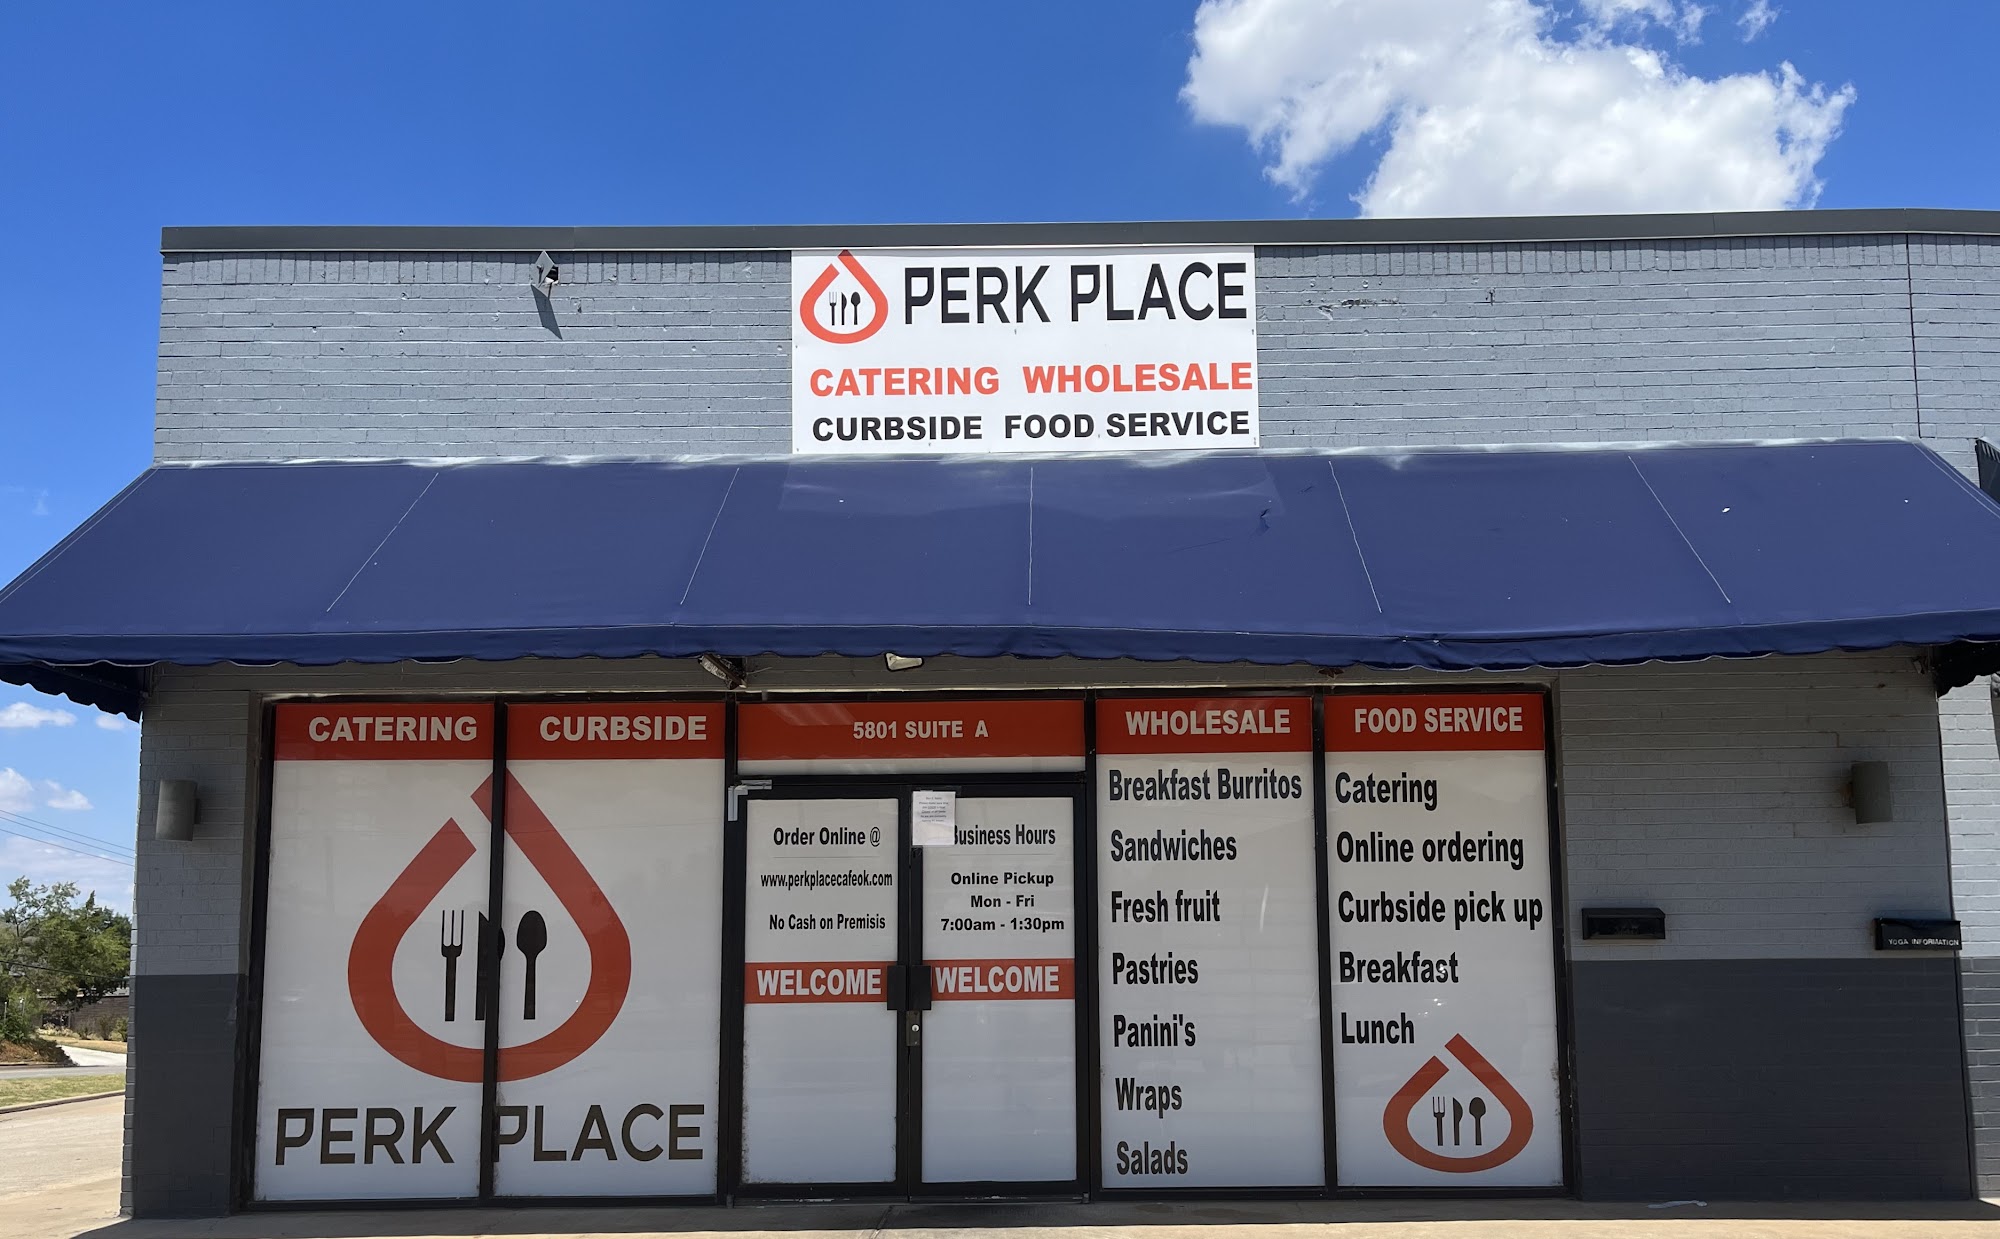 PERK PLACE
CATERING WHOLESALE
CURBSIDE FOOD SERVICE
CATERING
CURBSIDE
5801 SUITE A
WHOLESALE
FOOD SERVICE
PERK PLACE
Order Online @
www.perkplacecafeok.com
No Cash on Premisis
WELCOME
Business Hours
Online Pickup
Mon - Fri
7:00am - 1:30pm
WELCOME
Breakfast Burritos
Sandwiches
Fresh fruit
Pastries
Panini's
Wraps
Salads
Catering
Online ordering
Curbside pick up
Breakfast
Lunch
YOGA INFORMATION